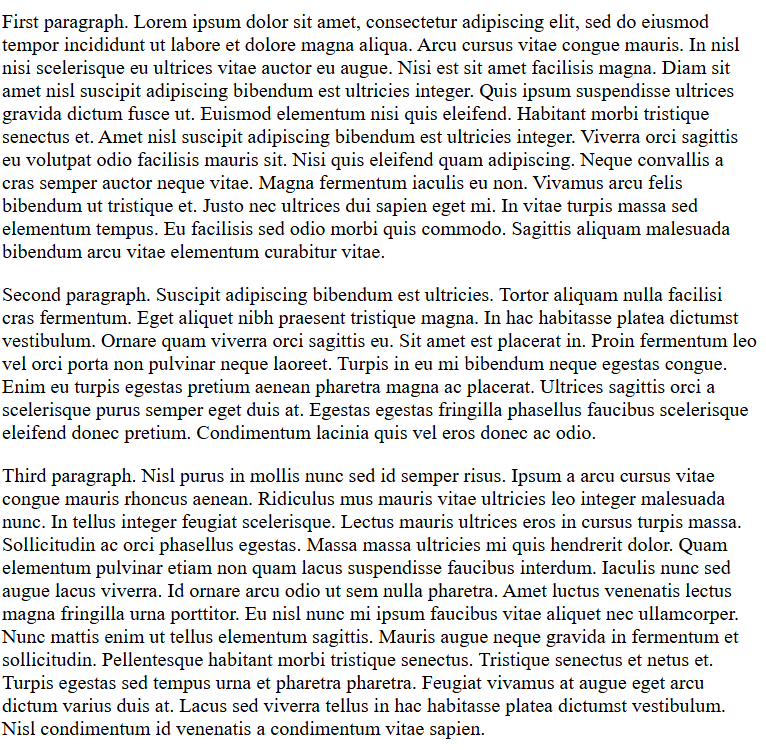 First paragraph. Lorem ipsum dolor sit amet, consectetur adipiscing elit, sed do eiusmod
tempor incididunt ut labore et dolore magna aliqua. Arcu cursus vitae congue mauris. In nisl
nisi scelerisque eu ultrices vitae auctor eu augue. Nisi est sit amet facilisis magna. Diam sit
amet nisl suscipit adipiscing bibendum est ultricies integer. Quis ipsum suspendisse ultrices
gravida dictum fusce ut. Euismod elementum nisi quis eleifend. Habitant morbi tristique
senectus et. Amet nisl suscipit adipiscing bibendum est ultricies integer. Viverra orci sagittis
eu volutpat odio facilisis mauris sit. Nisi quis eleifend quam adipiscing. Neque convallis a
cras semper auctor neque vitae. Magna fermentum iaculis eu non. Vivamus arcu felis
bibendum ut tristique et. Justo nec ultrices dui sapien eget mi. In vitae turpis massa sed
elementum tempus. Eu facilisis sed odio morbi quis commodo. Sagittis aliquam malesuada
bibendum arcu vitae elementum curabitur vitae.
Second paragraph. Suscipit adipiscing bibendum est ultricies. Tortor aliquam nulla facilisi
cras fermentum. Eget aliquet nibh praesent tristique magna. In hac habitasse platea dictumst
vestibulum. Ornare quam viverra orci sagittis eu. Sit amet est placerat in. Proin fermentum leo
vel orci porta non pulvinar neque laoreet. Turpis in eu mi bibendum neque egestas congue.
Enim eu turpis egestas pretium aenean pharetra magna ac placerat. Ultrices sagittis orci a
scelerisque purus semper eget duis at. Egestas egestas fringilla phasellus faucibus scelerisque
eleifend donec pretium. Condimentum lacinia quis vel eros donec ac odio.
Third paragraph. Nisl purus in mollis nunc sed id semper risus. Ipsum a arcu cursus vitae
congue mauris rhoncus aenean. Ridiculus mus mauris vitae ultricies leo integer malesuada
nunc. In tellus integer feugiat scelerisque. Lectus mauris ultrices eros in cursus turpis massa.
Sollicitudin ac orci phasellus egestas. Massa massa ultricies mi quis hendrerit dolor. Quam
elementum pulvinar etiam non quam lacus suspendisse faucibus interdum. Iaculis nunc sed
augue lacus viverra. Id ornare arcu odio ut sem nulla pharetra. Amet luctus venenatis lectus
magna fringilla urna porttitor. Eu nisl nunc mi ipsum faucibus vitae aliquet nec ullamcorper.
Nunc mattis enim ut tellus elementum sagittis. Mauris augue neque gravida in fermentum et
sollicitudin. Pellentesque habitant morbi tristique senectus. Tristique senectus et netus et.
Turpis egestas sed tempus urna et pharetra pharetra. Feugiat vivamus at augue eget arcu
dictum varius duis at. Lacus sed viverra tellus in hac habitasse platea dictumst vestibulum.
Nisl condimentum id venenatis a condimentum vitae sapien.